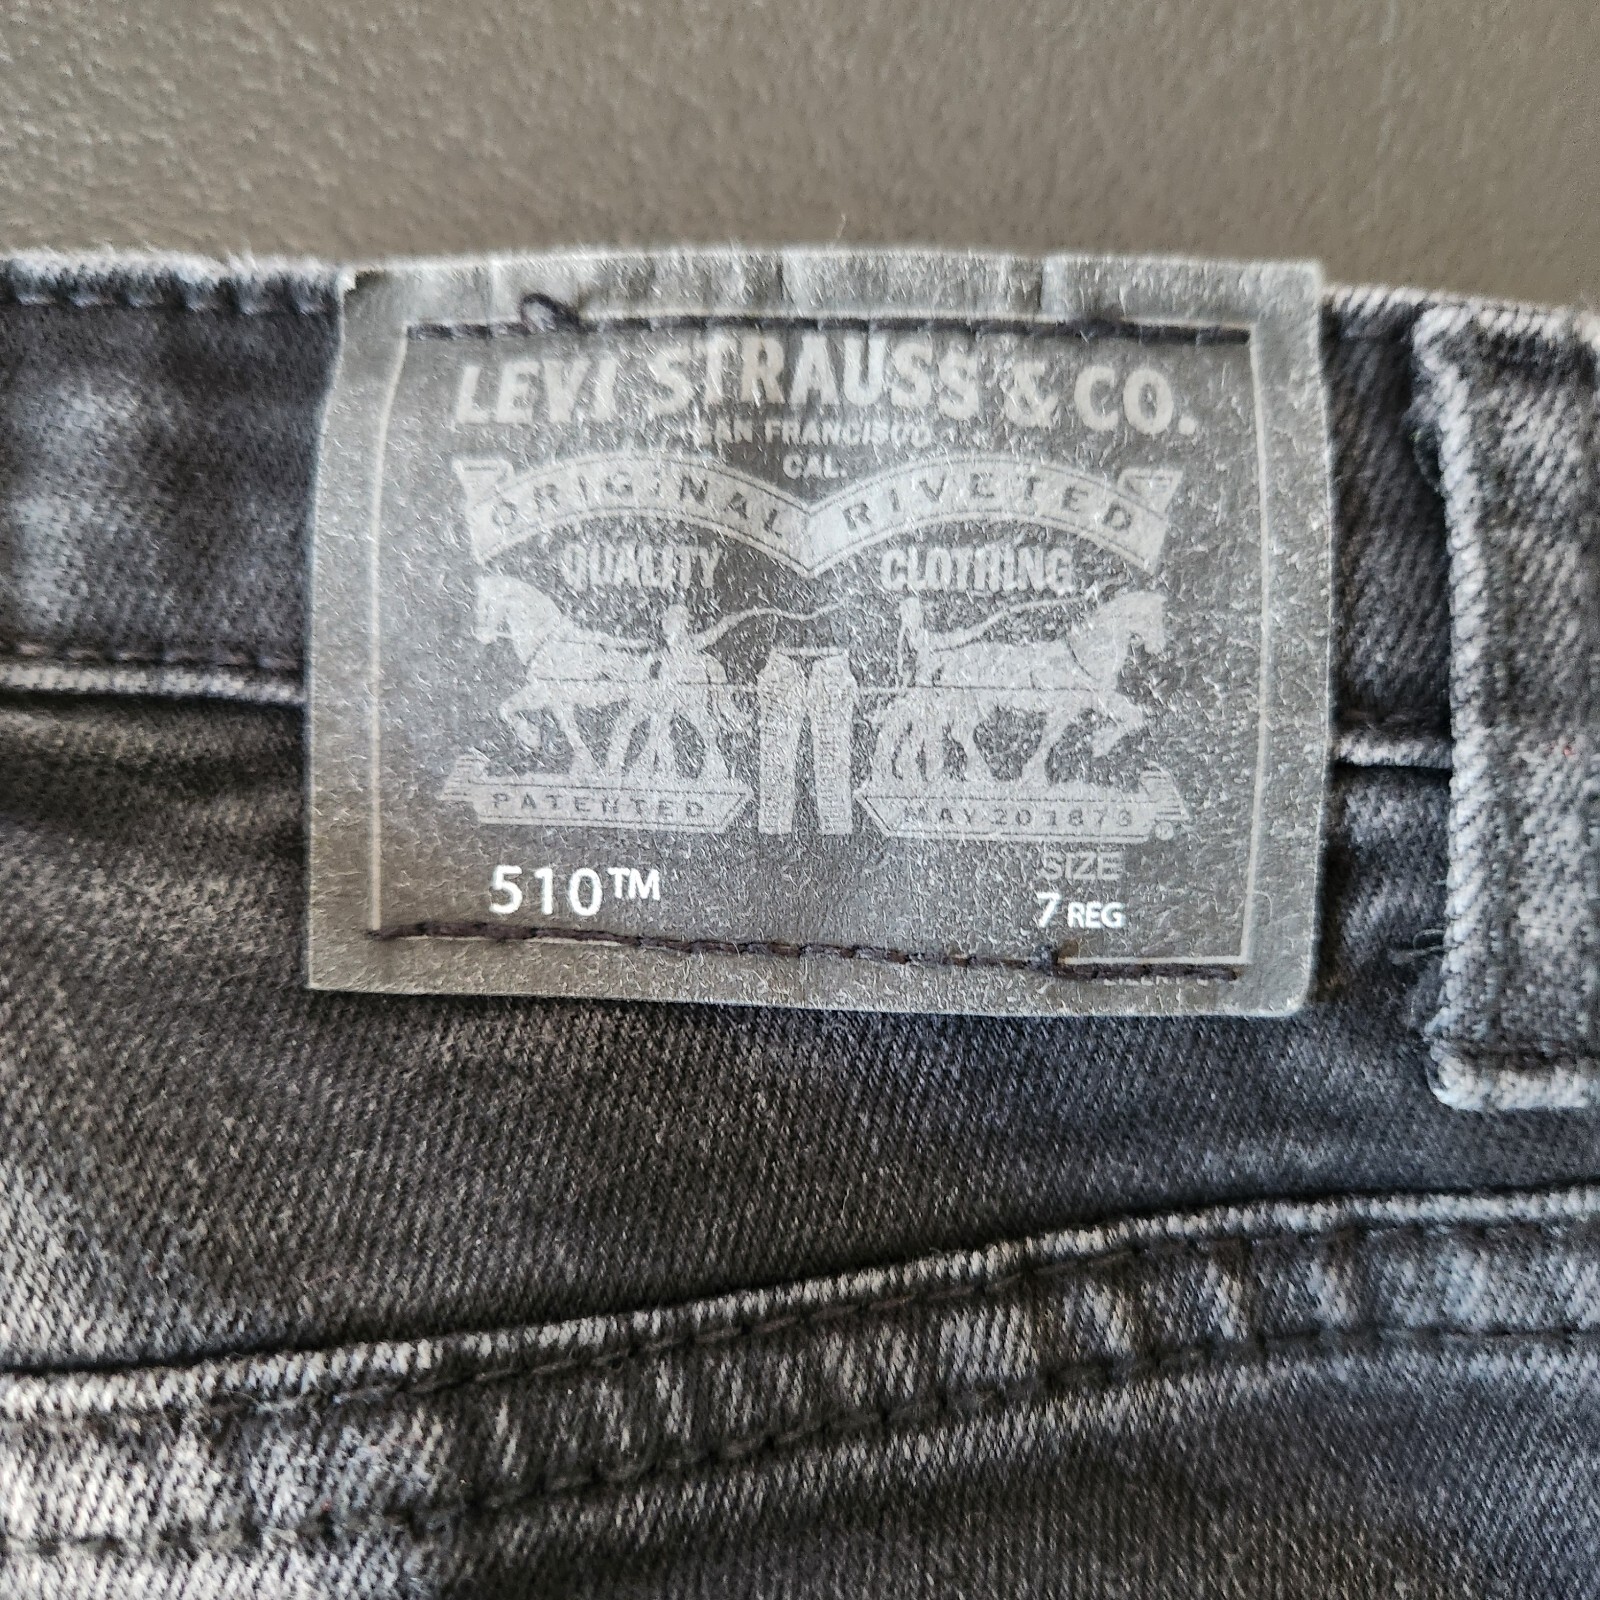 LEVI STRAUSS & CO.
SAN FRANCISCO
CAL.
ORIGINAL RIVETED
QUALITY CLOTHING
PATENTED MAY 20 1873 ®
SIZE
510™ 7 REG